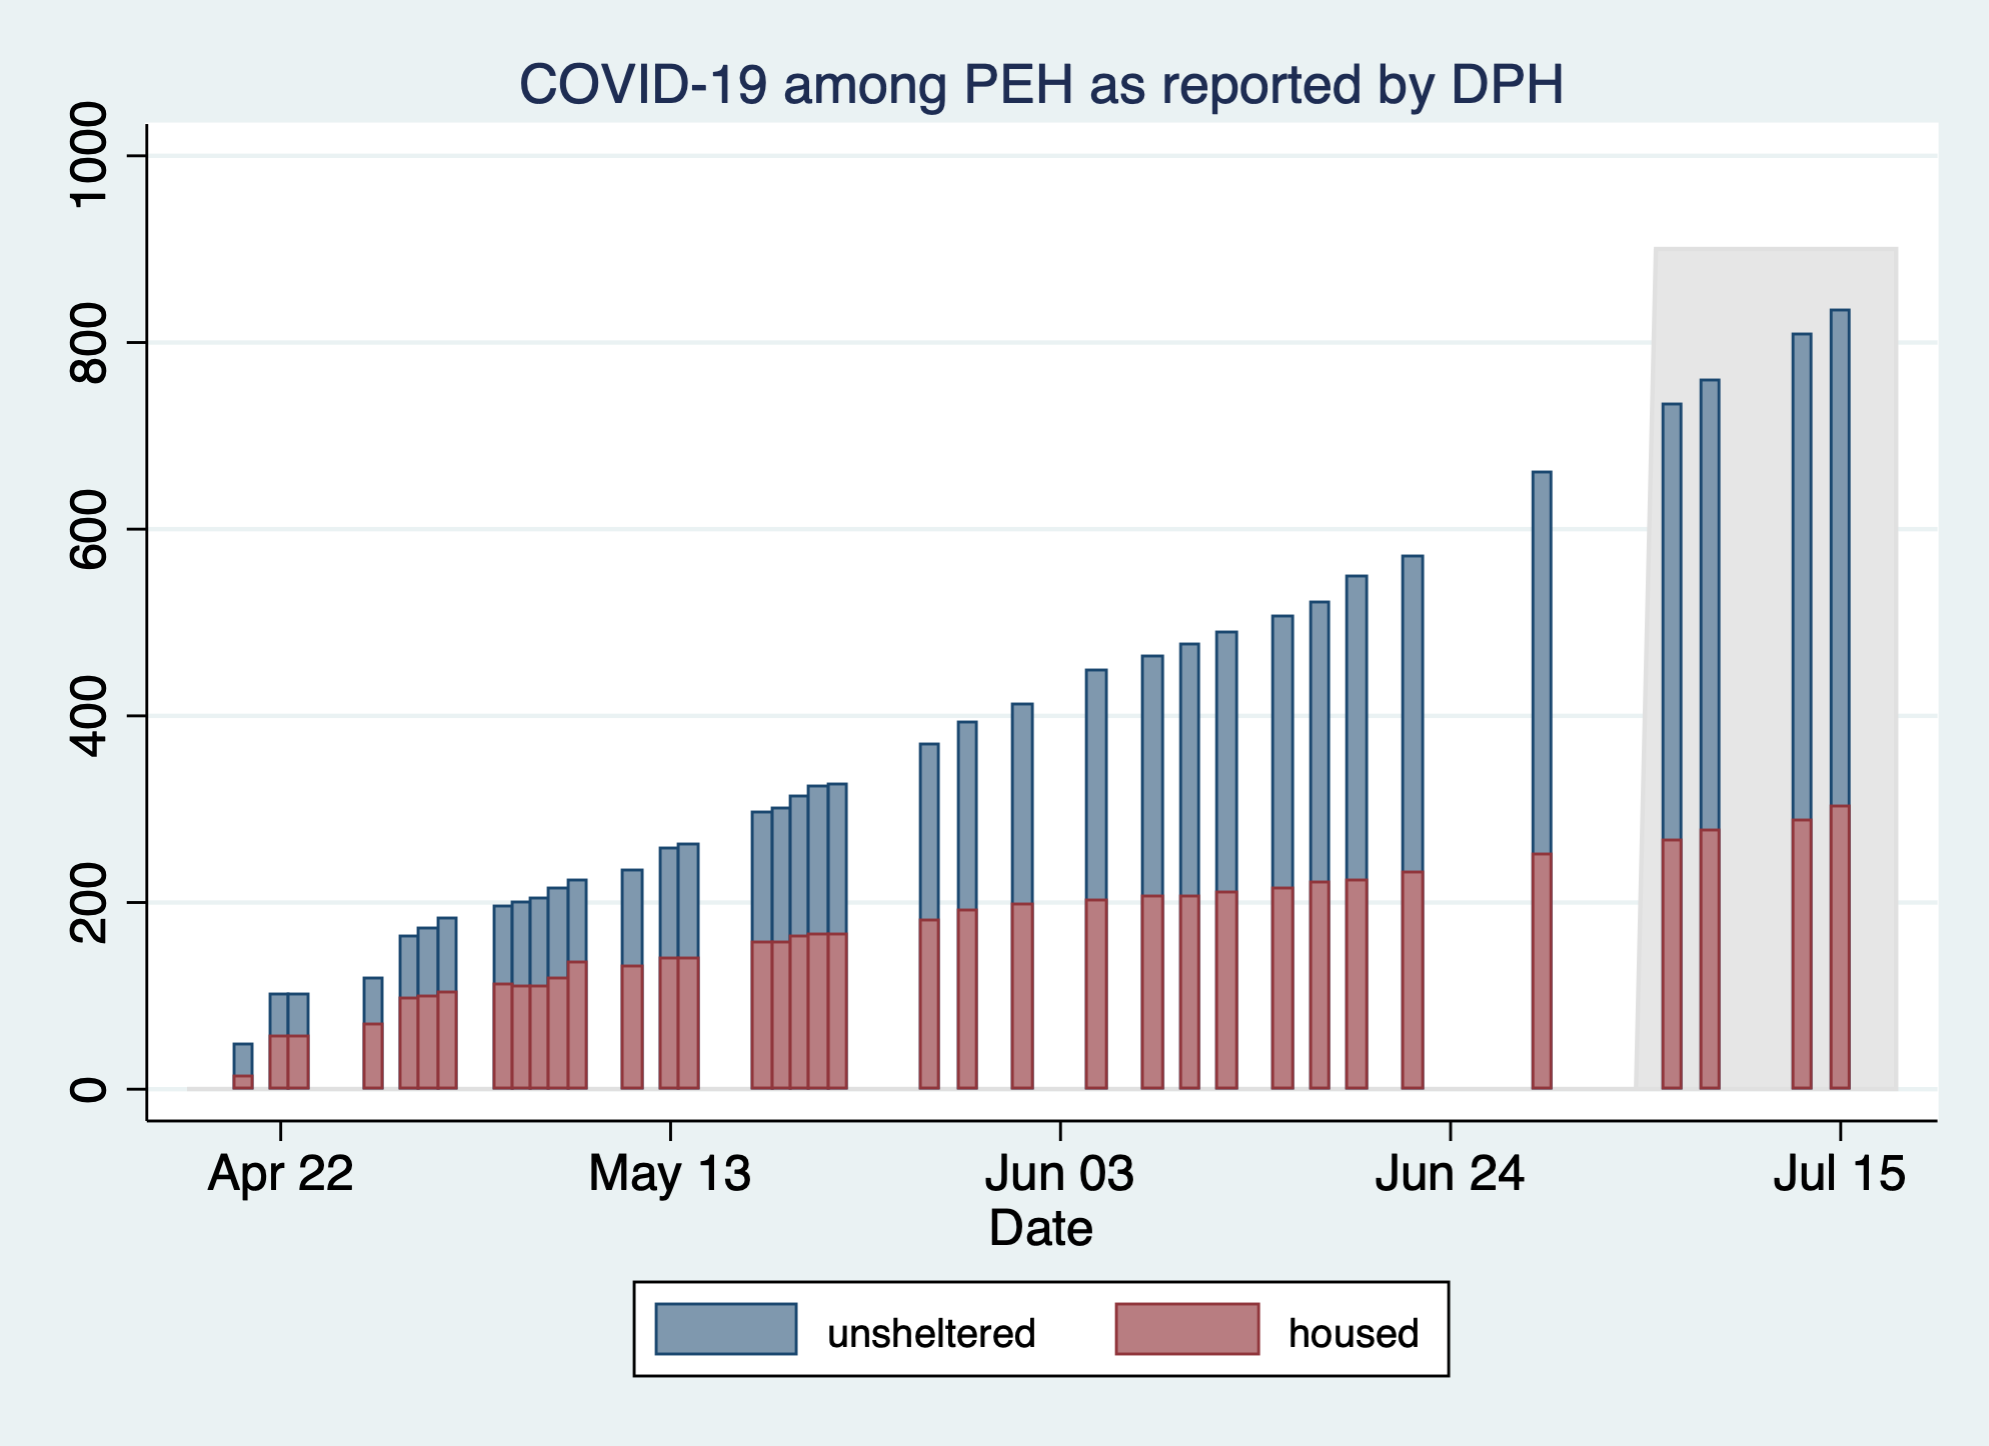 COVID-19 among PEH as reported by DPH
1000
800
600
400
200
0
Apr 22 May 13 Jun 03 Jun 24 Jul 15
Date
unsheltered housed